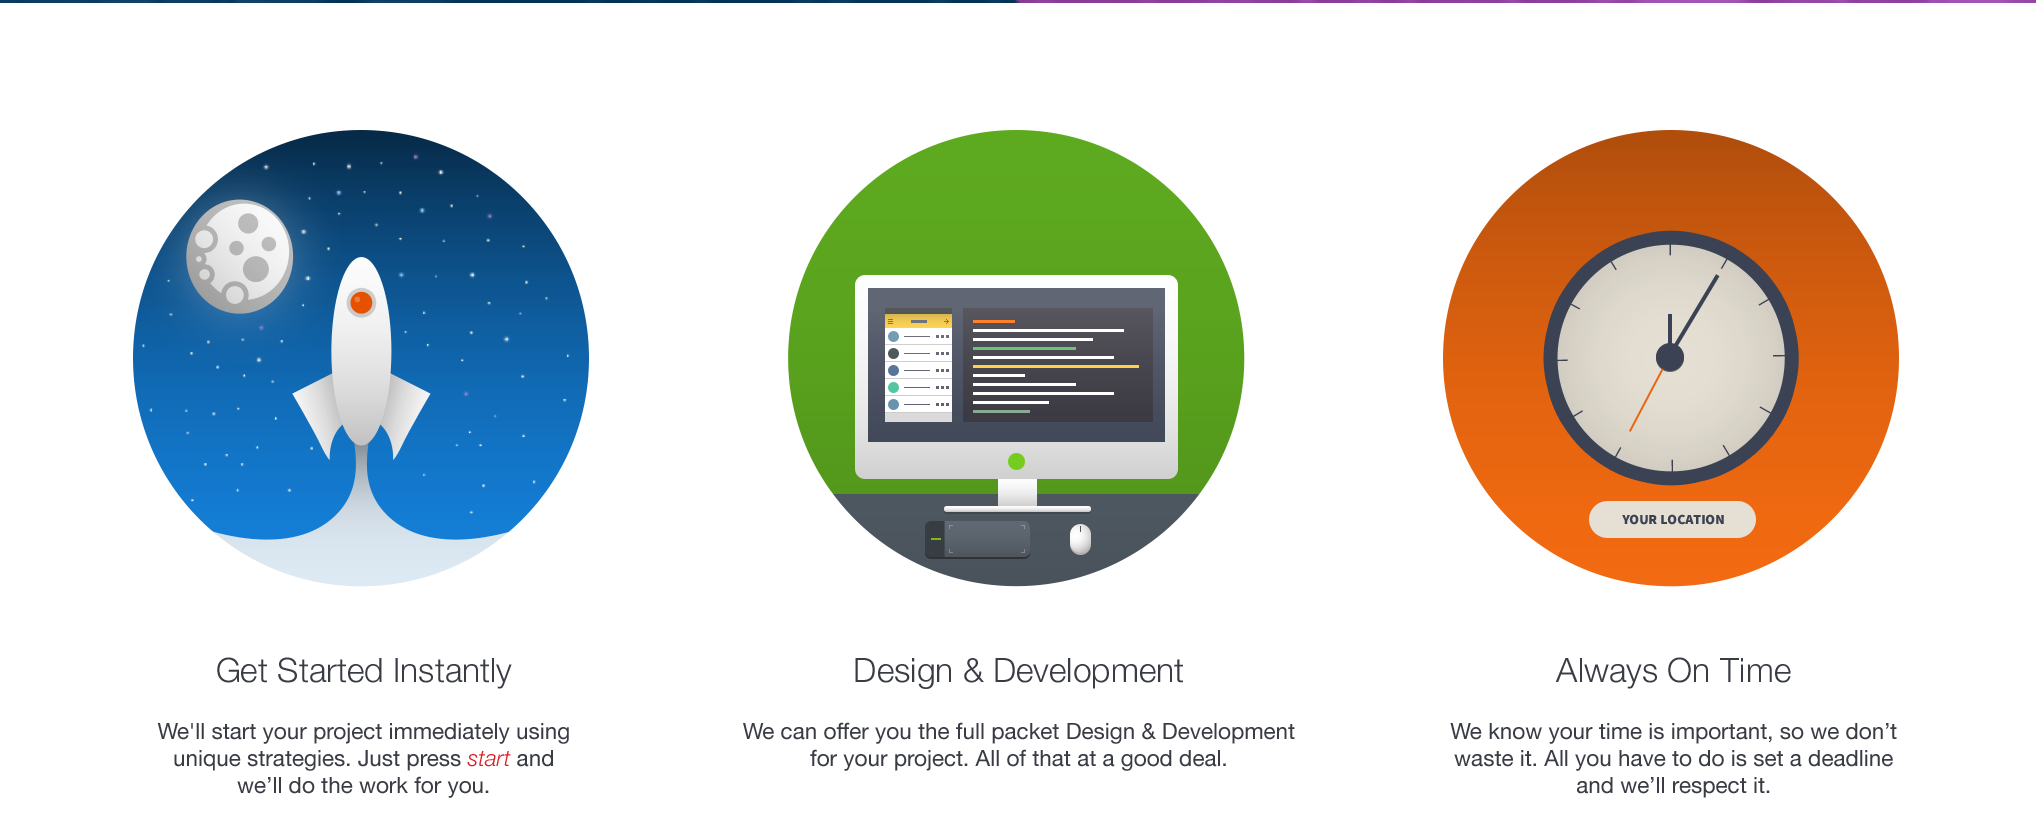 YOUR LOCATION
Get Started Instantly
We'll start your project immediately using
unique strategies. Just press start and
we’ll do the work for you.
Design & Development
We can offer you the full packet Design & Development
for your project. All of that at a good deal.
Always On Time
We know your time is important, so we don’t
waste it. All you have to do is set a deadline
and we’ll respect it.